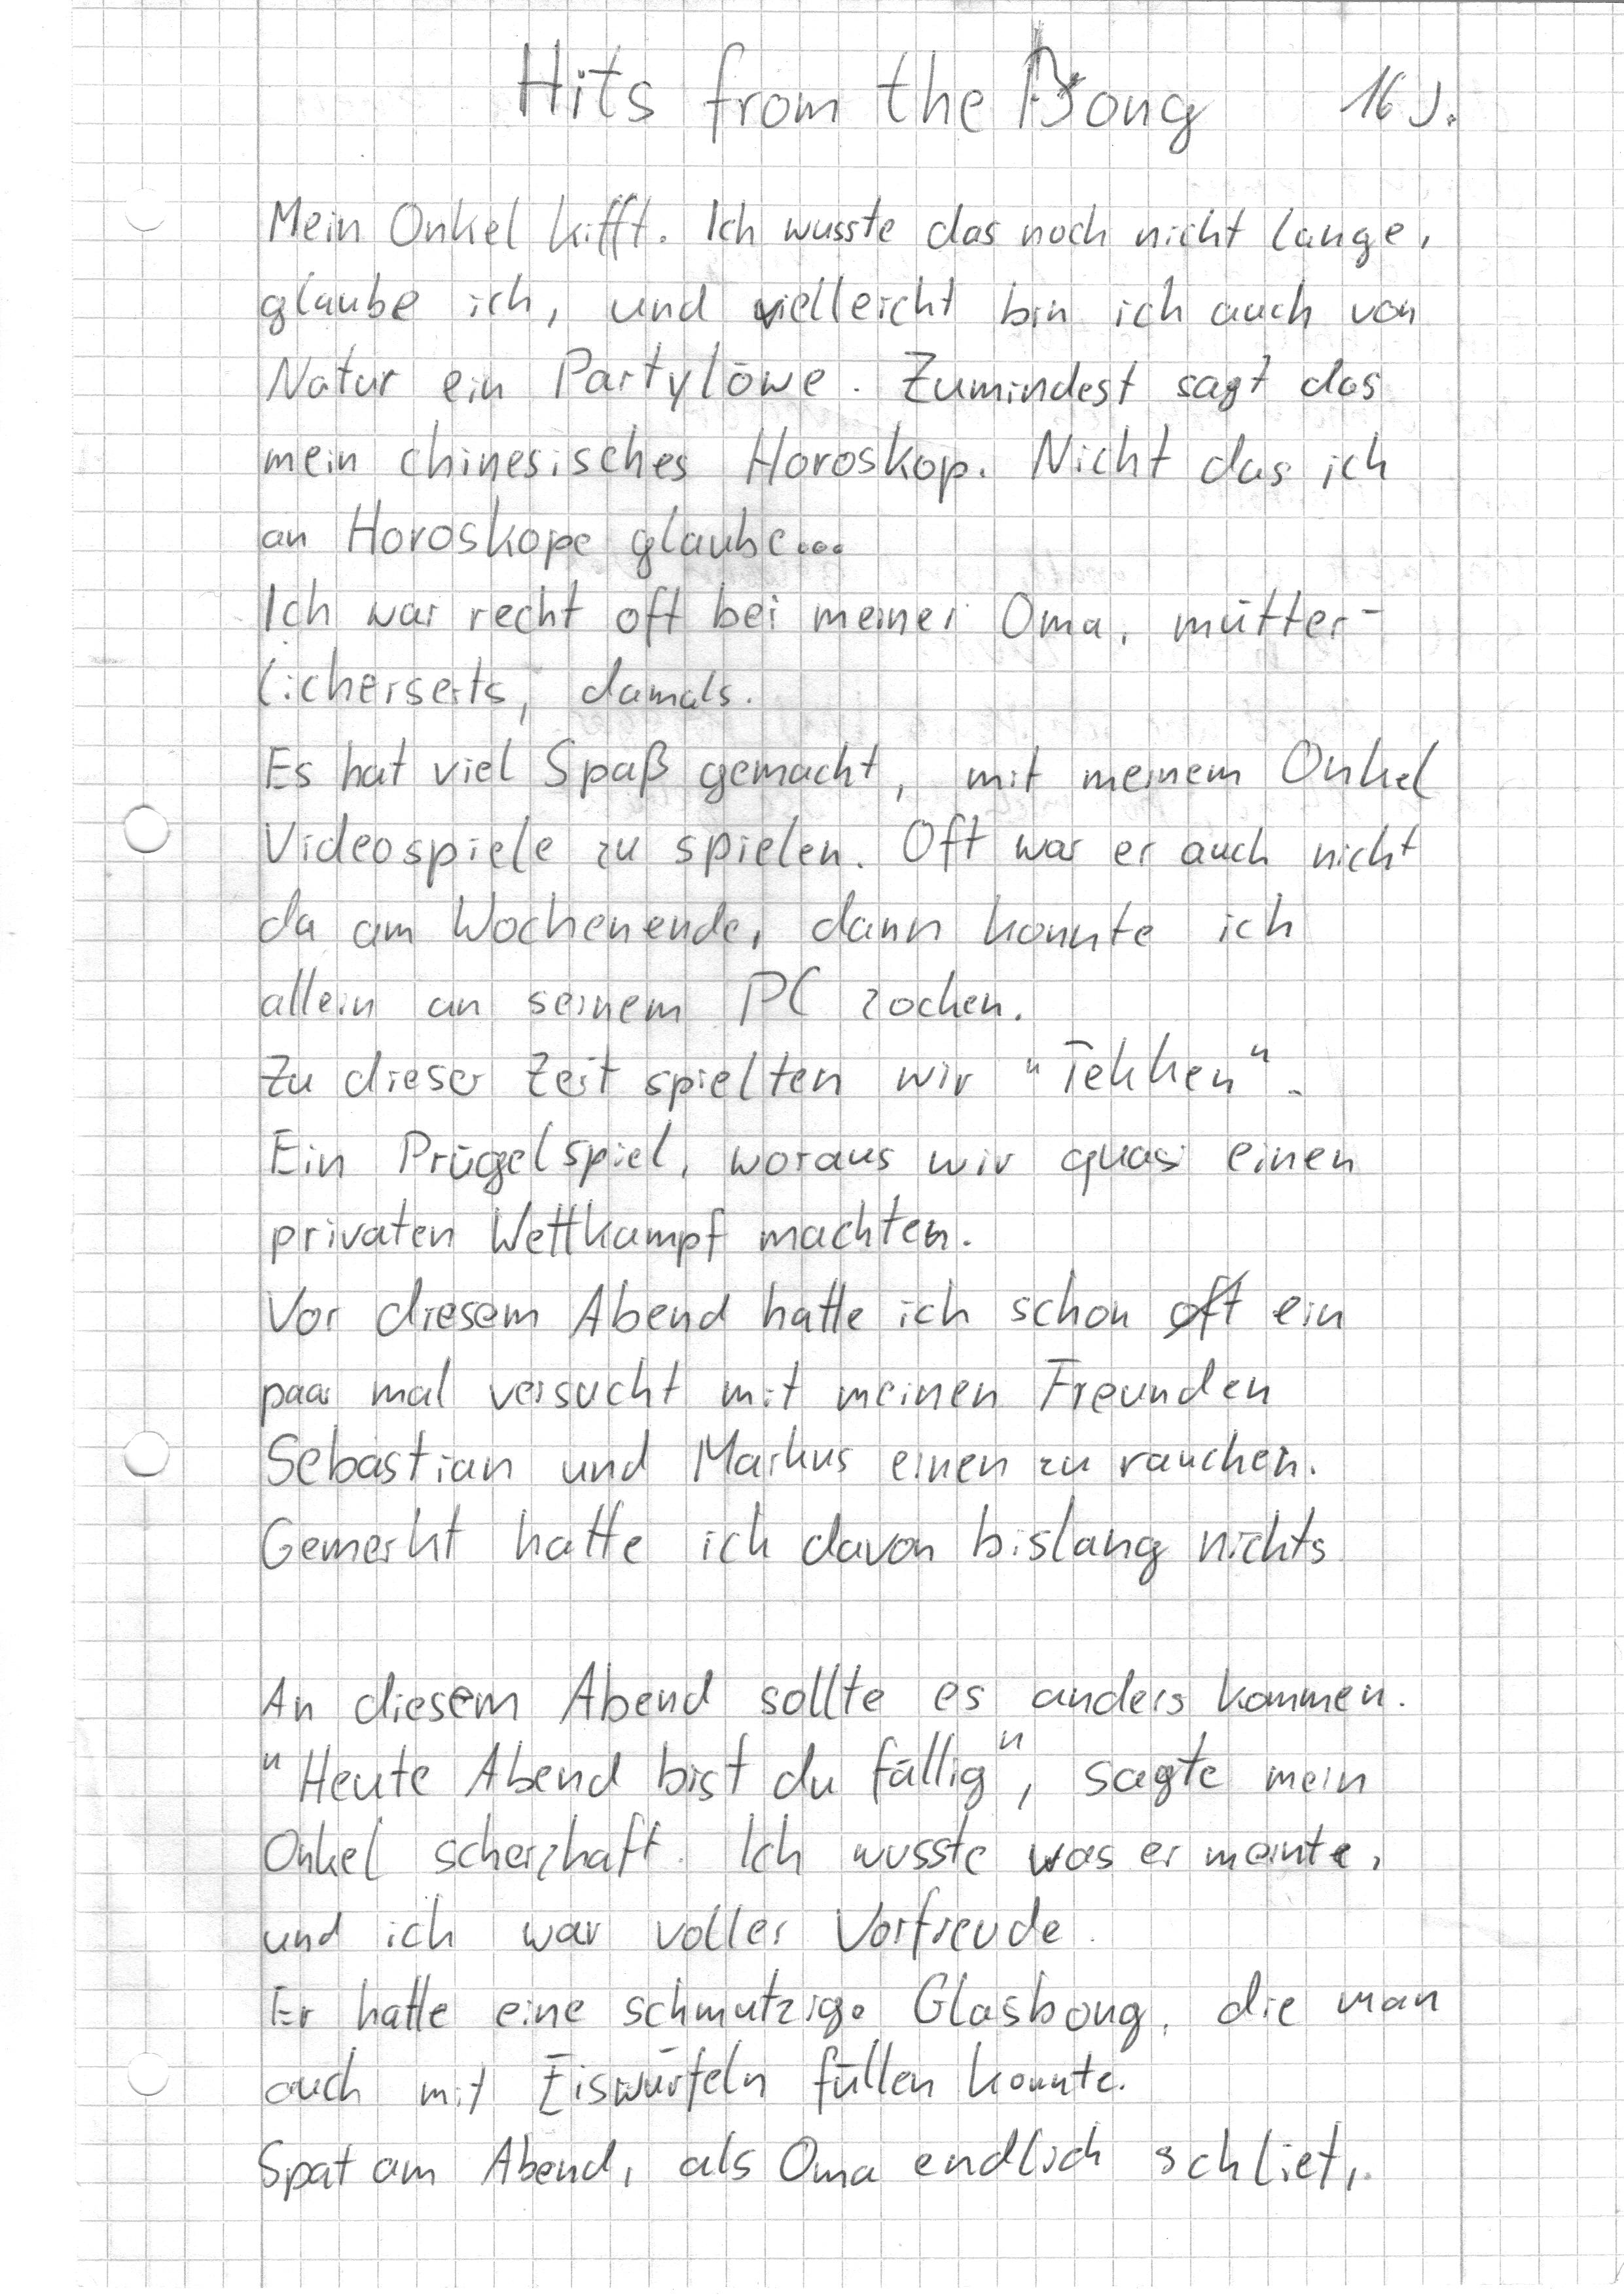 Hits from the Bong 16 J.
Mein Onkel kifft. Ich wusste das noch nicht lange,
glaube ich, und vielleicht bin ich auch von
Natur ein Partylöwe. Zumindest sagt das
mein chinesisches Horoskop. Nicht das ich
an Horoskope glaube...
Ich war recht oft bei meiner Oma, mütter-
licherseits, damals.
Es hat viel Spaß gemacht, mit meinem Onkel
Videospiele zu spielen. Oft war er auch nicht
da am Wochenende, dann konnte ich
allein an seinem PC zocken.
Zu dieser Zeit spielten wir "Tekken".
Ein Prügelspiel, woraus wir quasi einen
privaten Wettkampf machten.
Vor diesem Abend hatte ich schon oft ein
paar mal versucht mit meinen Freunden
Sebastian und Markus einen zu rauchen.
Gemerkt hatte ich davon bislang nichts
An diesem Abend sollte es anders kommen.
"Heute Abend bist du fällig", sagte mein
Onkel scherzhaft. Ich wusste was er meinte,
und ich war voller Vorfreude.
Er hatte eine schmutzige Glasbong, die man
auch mit Eiswürfeln füllen konnte.
Spät am Abend, als Oma endlich schlief,